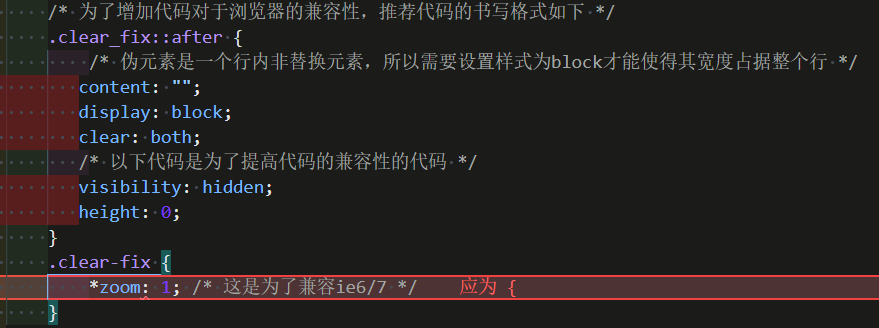 /* 为了增加代码对于浏览器的兼容性，推荐代码的书写格式如下 */
.clear_fix::after {
/* 伪元素是一个行内非替换元素，所以需要设置样式为block才能使得其宽度占据整个行 */
content: "";
display: block;
clear: both;
/* 以下代码是为了提高代码的兼容性的代码 */
visibility: hidden;
height: 0;
}
.clear-fix {
*zoom: 1; /* 这是为了兼容ie6/7 */ 应为 {
}